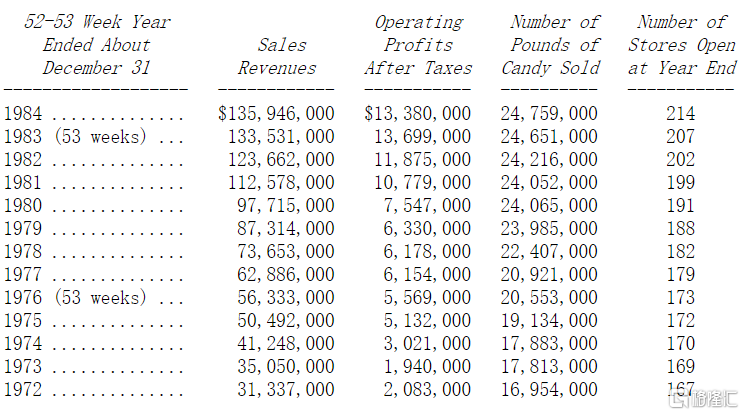 52-53 Week Year Operating Number of Number of
Ended About Sales Profits Pounds of Stores Open
December 31 Revenues After Taxes Candy Sold at Year End
------------------- ------------ ----------- ---------- -----------
1984 .............. $135,946,000 $13,380,000 24,759,000 214
1983 (53 weeks) ... 133,531,000 13,699,000 24,651,000 207
1982 .............. 123,662,000 11,875,000 24,216,000 202
1981 .............. 112,578,000 10,779,000 24,052,000 199
1980 .............. 97,715,000 7,547,000 24,065,000 191
1979 .............. 87,314,000 6,330,000 23,985,000 188
1978 .............. 73,653,000 6,178,000 22,407,000 182
1977 .............. 62,886,000 6,154,000 20,921,000 179
1976 (53 weeks) ... 56,333,000 5,569,000 20,553,000 173
1975 .............. 50,492,000 5,132,000 19,134,000 172
1974 .............. 41,248,000 3,021,000 17,883,000 170
1973 .............. 35,050,000 1,940,000 17,813,000 169
1972 .............. 31,337,000 2,083,000 16,954,000 167
格隆汇